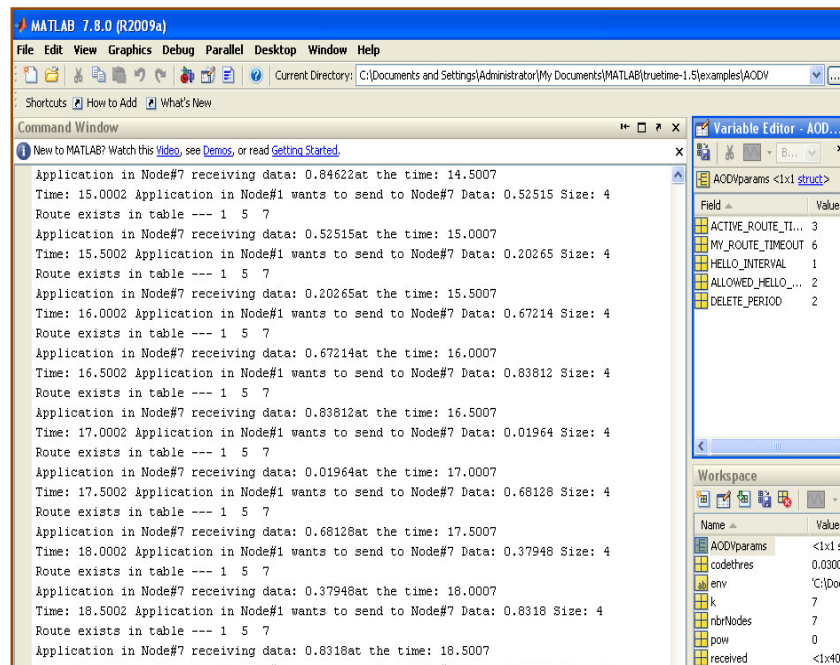 MATLAB 7.8.0 (R2009a)
File Edit View Graphics Debug Parallel Desktop Window Help
Current Directory: C:\Documents and Settings\Administrator\My Documents\MATLAB\truetime-1.5\examples\AODV
Shortcuts How to Add What's New
Command Window
New to MATLAB? Watch this Video, see Demos, or read Getting Started.
Application in Node#7 receiving data: 0.84622at the time: 14.5007
Time: 15.0002 Application in Node#1 wants to send to Node#7 Data: 0.52515 Size: 4
Route exists in table --- 1 5 7
Application in Node#7 receiving data: 0.52515at the time: 15.0007
Time: 15.5002 Application in Node#1 wants to send to Node#7 Data: 0.20265 Size: 4
Route exists in table --- 1 5 7
Application in Node#7 receiving data: 0.20265at the time: 15.5007
Time: 16.0002 Application in Node#1 wants to send to Node#7 Data: 0.67214 Size: 4
Route exists in table --- 1 5 7
Application in Node#7 receiving data: 0.67214at the time: 16.0007
Time: 16.5002 Application in Node#1 wants to send to Node#7 Data: 0.83812 Size: 4
Route exists in table --- 1 5 7
Application in Node#7 receiving data: 0.83812at the time: 16.5007
Time: 17.0002 Application in Node#1 wants to send to Node#7 Data: 0.01964 Size: 4
Route exists in table --- 1 5 7
Application in Node#7 receiving data: 0.01964at the time: 17.0007
Time: 17.5002 Application in Node#1 wants to send to Node#7 Data: 0.68128 Size: 4
Route exists in table --- 1 5 7
Application in Node#7 receiving data: 0.68128at the time: 17.5007
Time: 18.0002 Application in Node#1 wants to send to Node#7 Data: 0.37948 Size: 4
Route exists in table --- 1 5 7
Application in Node#7 receiving data: 0.37948at the time: 18.0007
Time: 18.5002 Application in Node#1 wants to send to Node#7 Data: 0.8318 Size: 4
Route exists in table --- 1 5 7
Application in Node#7 receiving data: 0.8318at the time: 18.5007
Variable Editor - AOD...
B...
AODVparams <1x1 struct>
Field Value
ACTIVE_ROUTE_TI... 3
MY_ROUTE_TIMEOUT 6
HELLO_INTERVAL 1
ALLOWED_HELLO_... 2
DELETE_PERIOD 2
Workspace
Name Value
AODVparams <1x1 s
codethres 0.0300
env 'C:\Doc
k 7
nbrNodes 7
pow 0
received <1x40